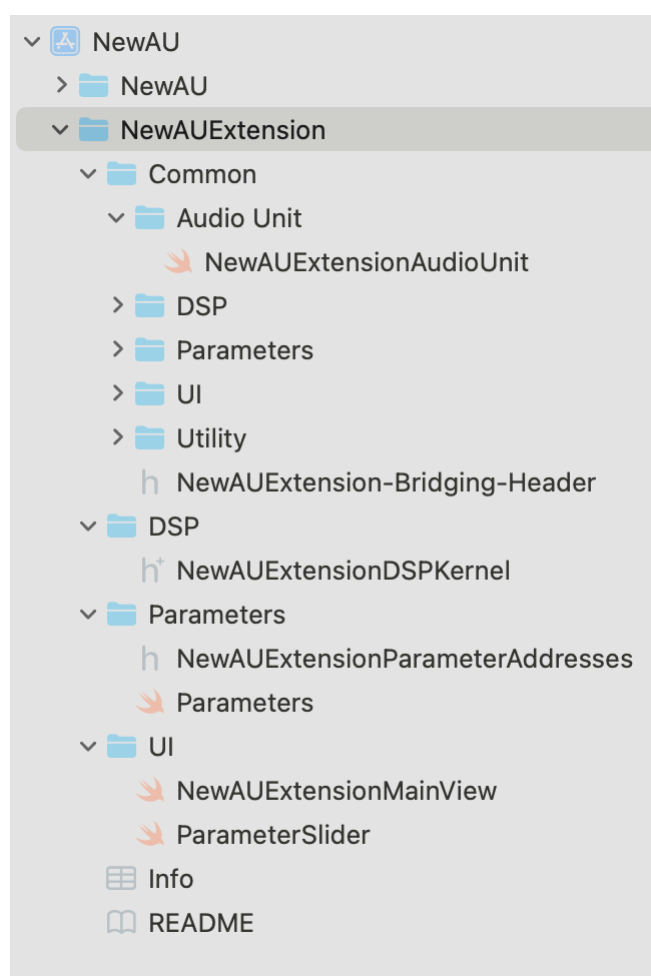 NewAU
NewAU
NewAUExtension
Common
Audio Unit
NewAUExtensionAudioUnit
DSP
Parameters
UI
Utility
NewAUExtension-Bridging-Header
DSP
NewAUExtensionDSPKernel
Parameters
NewAUExtensionParameterAddresses
Parameters
UI
NewAUExtensionMainView
ParameterSlider
Info
README